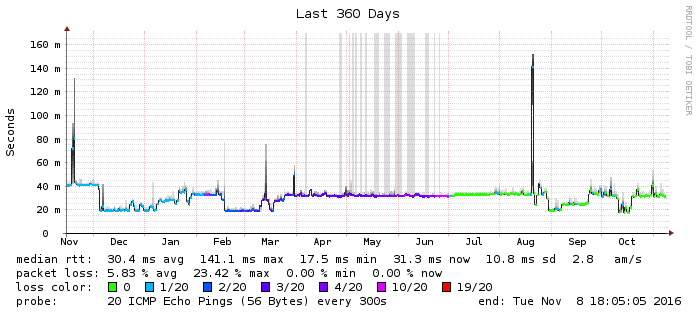 Last 360 Days
RRDTOOL / TOBI OETIKER
Seconds
160 m
140 m
120 m
100 m
80 m
60 m
40 m
20 m
0
Nov Dec Jan Feb Mar Apr May Jun Jul Aug Sep Oct
median rtt: 30.4 ms avg 141.1 ms max 17.5 ms min 31.3 ms now 10.8 ms sd 2.8 am/s
packet loss: 5.83 % avg 23.42 % max 0.00 % min 0.00 % now
loss color: 0 1/20 2/20 3/20 4/20 10/20 19/20
probe: 20 ICMP Echo Pings (56 Bytes) every 300s end: Tue Nov 8 18:05:05 2016